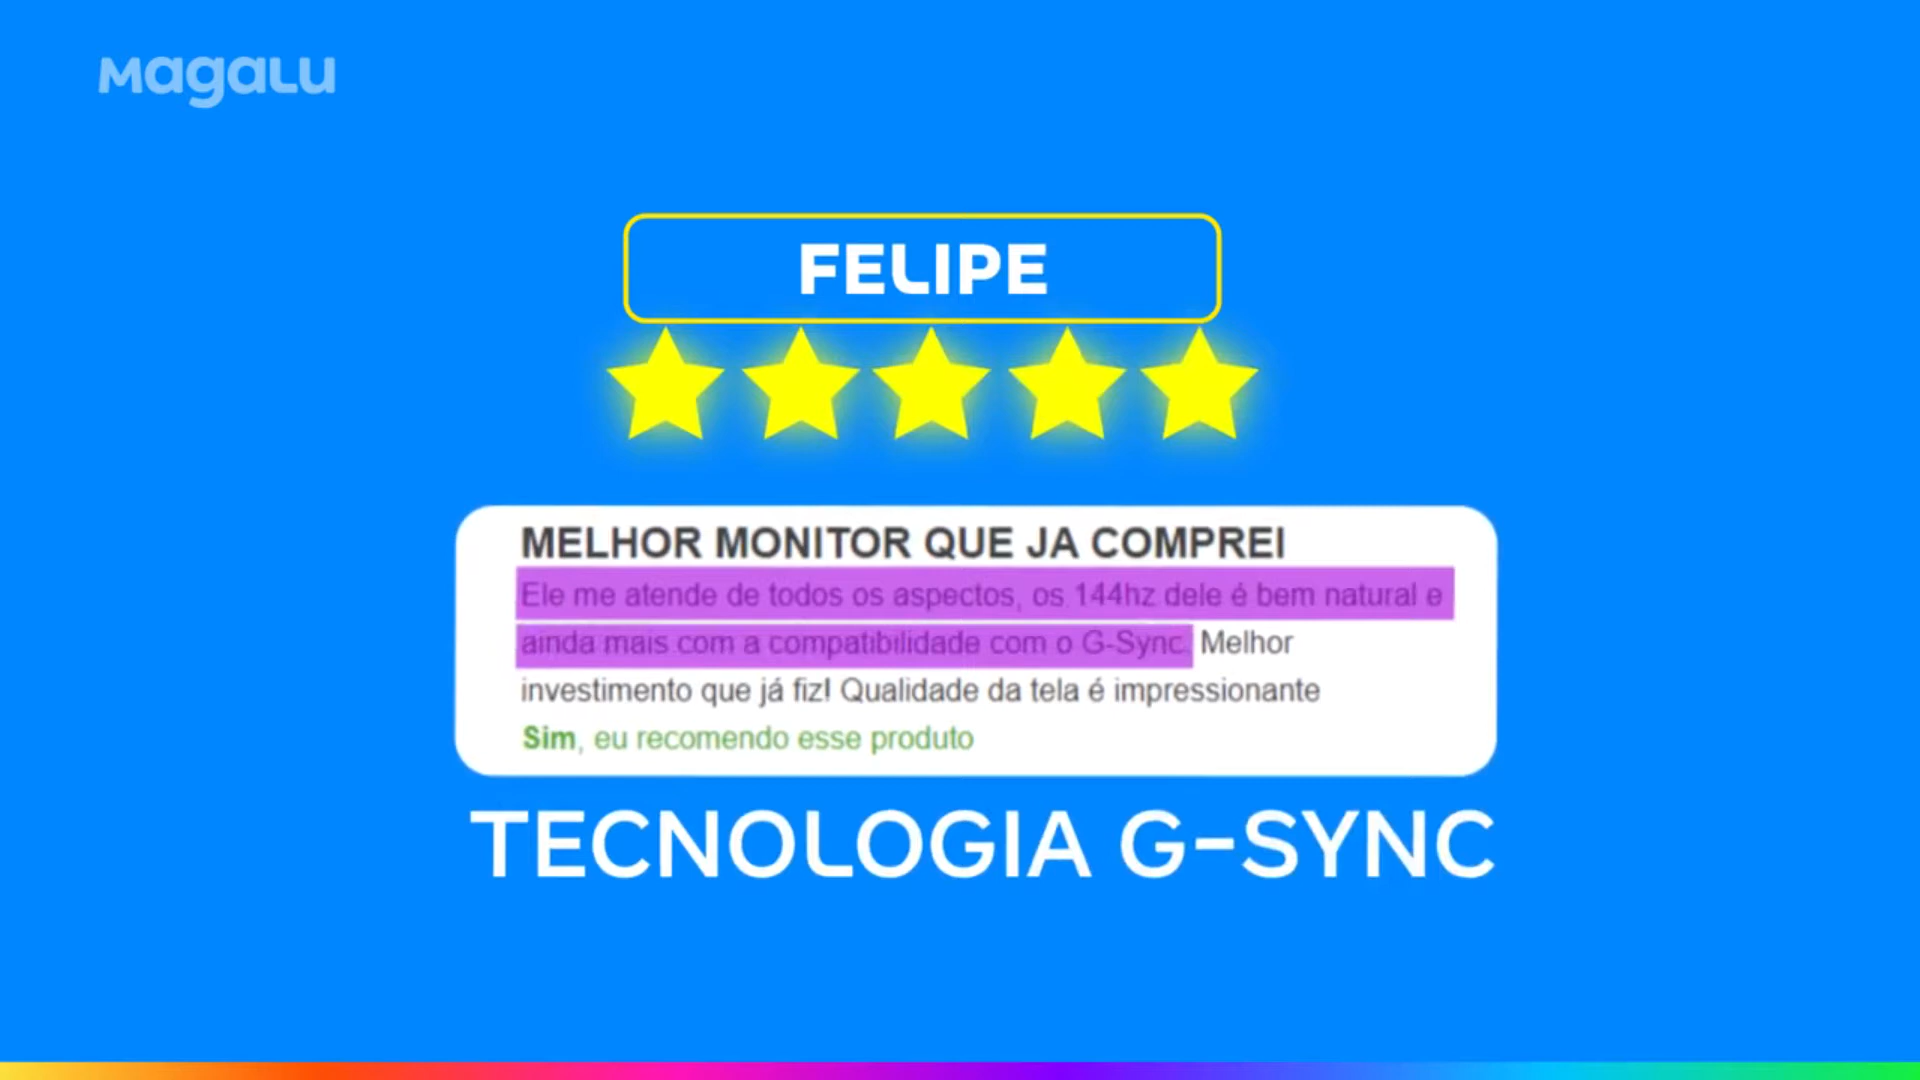 Magalu
FELIPE
MELHOR MONITOR QUE JA COMPREI
Ele me atende de todos os aspectos, os 144hz dele é bem natural e
ainda mais com a compatibilidade com o G-Sync. Melhor
investimento que já fiz! Qualidade da tela é impressionante
Sim, eu recomendo esse produto
TECNOLOGIA G-SYNC